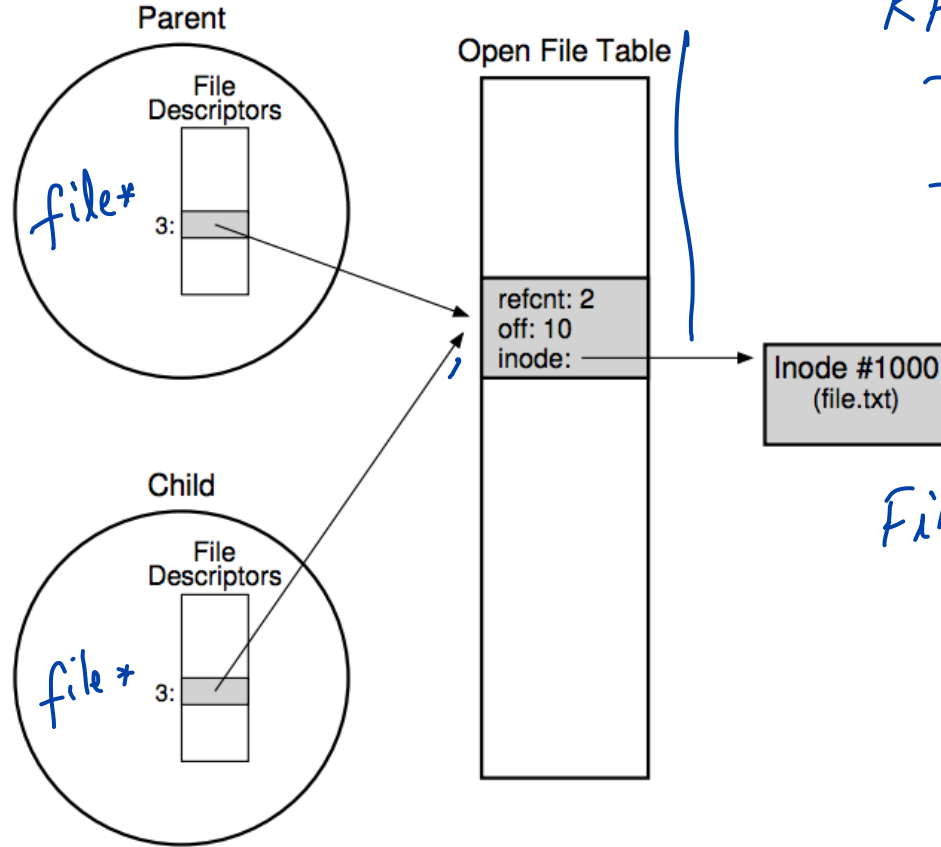 Parent
File
Descriptors
file*
3:
Open File Table
refcnt: 2
off: 10
inode:
Inode #1000
(file.txt)
Child
File
Descriptors
file*
3: